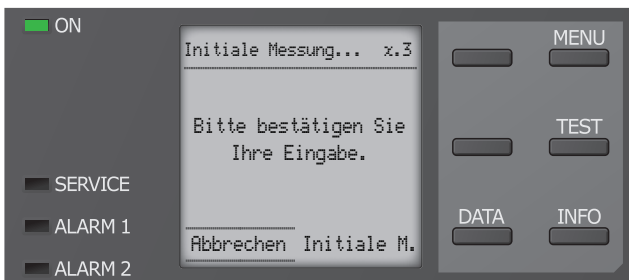 ON
Initiale Messung... x.3
Bitte bestätigen Sie
Ihre Eingabe.
Abbrechen Initiale M.
SERVICE
ALARM 1
ALARM 2
MENU
TEST
DATA INFO